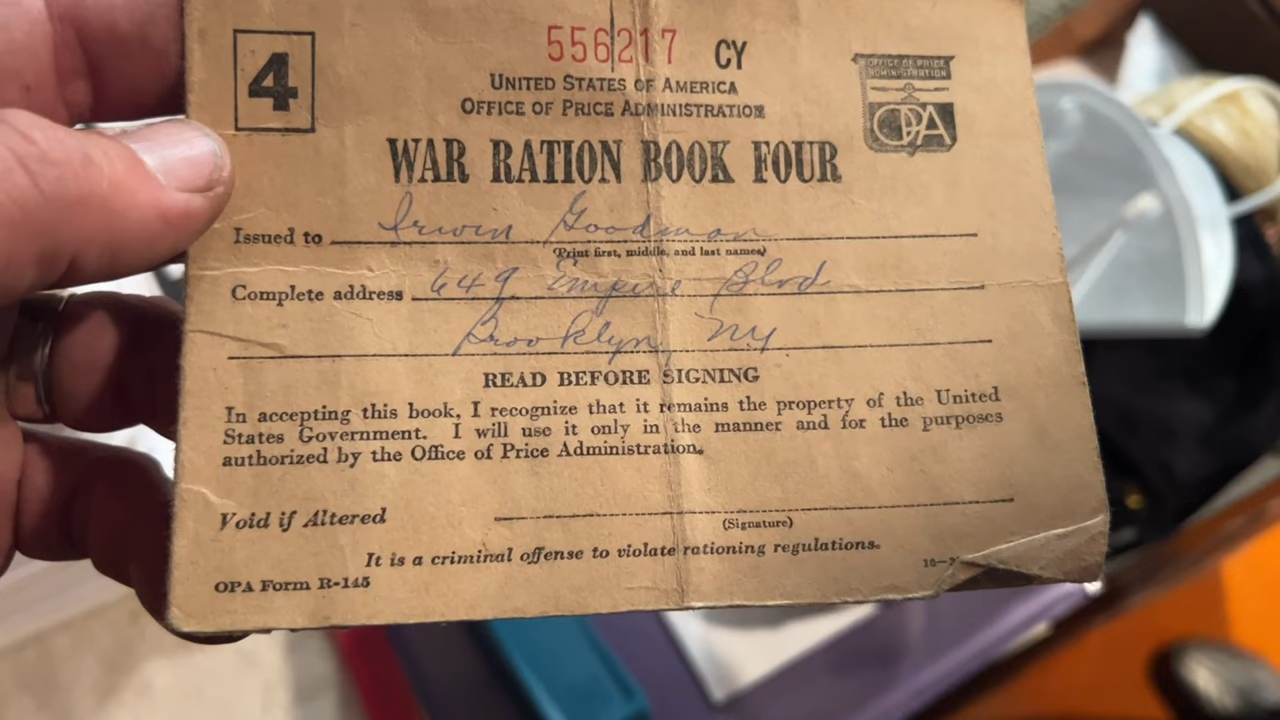 4
556217 CY
UNITED STATES OF AMERICA
OFFICE OF PRICE ADMINISTRATION
OFFICE OF PRICE
ADMINISTRATION
OPA
WAR RATION BOOK FOUR
Issued to Irwin Goodman
(Print first, middle, and last names)
Complete address 649 Empire Blvd
Brooklyn, NY
READ BEFORE SIGNING
In accepting this book, I recognize that it remains the property of the United
States Government. I will use it only in the manner and for the purposes
authorized by the Office of Price Administration.
Void if Altered
(Signature)
It is a criminal offense to violate rationing regulations.
OPA Form R-145